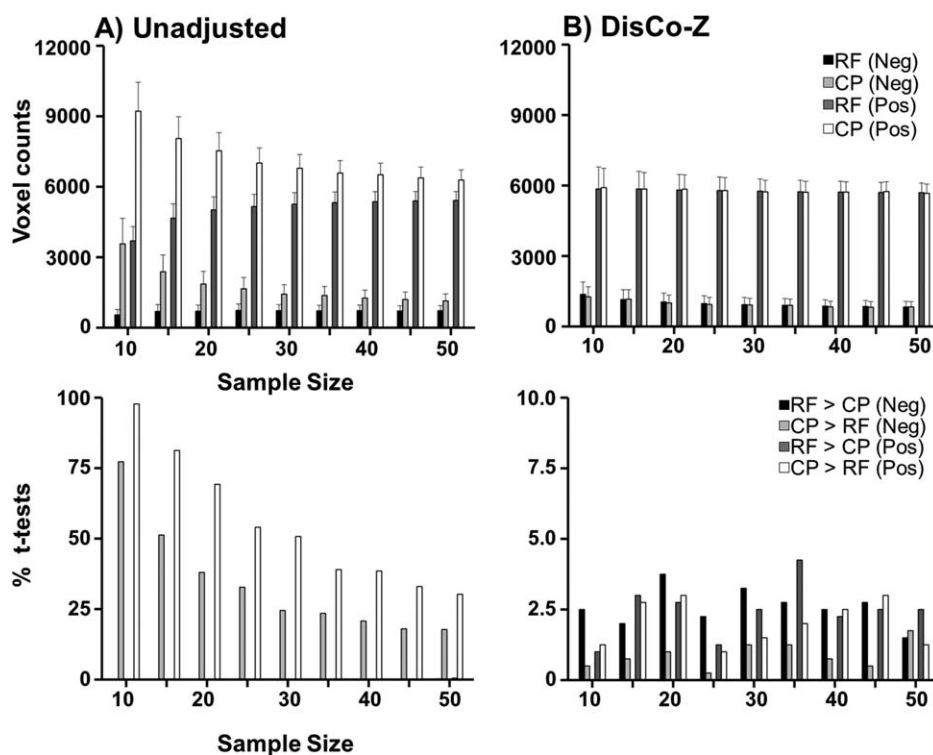 A) Unadjusted
B) DisCo-Z
12000
9000
6000
3000
0
Voxel counts
10 20 30 40 50
Sample Size
12000
9000
6000
3000
0
RF (Neg)
CP (Neg)
RF (Pos)
CP (Pos)
10 20 30 40 50
100
75
50
25
0
% t-tests
10 20 30 40 50
Sample Size
10.0
7.5
5.0
2.5
0
RF > CP (Neg)
CP > RF (Neg)
RF > CP (Pos)
CP > RF (Pos)
10 20 30 40 50